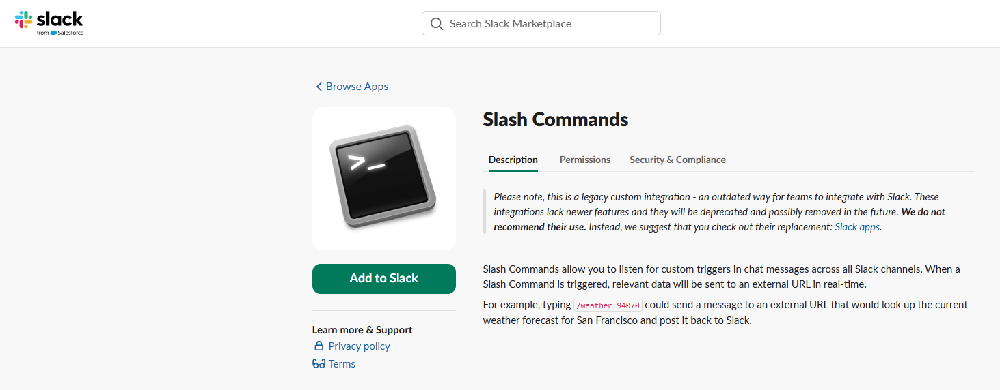 slack
from Salesforce
Search Slack Marketplace
Browse Apps
>_
Add to Slack
Learn more & Support
Privacy policy
Terms
Slash Commands
Description Permissions Security & Compliance
Please note, this is a legacy custom integration - an outdated way for teams to integrate with Slack. These
integrations lack newer features and they will be deprecated and possibly removed in the future. We do not
recommend their use. Instead, we suggest that you check out their replacement: Slack apps.
Slash Commands allow you to listen for custom triggers in chat messages across all Slack channels. When a
Slash Command is triggered, relevant data will be sent to an external URL in real-time.
For example, typing /weather 94070 could send a message to an external URL that would look up the current
weather forecast for San Francisco and post it back to Slack.